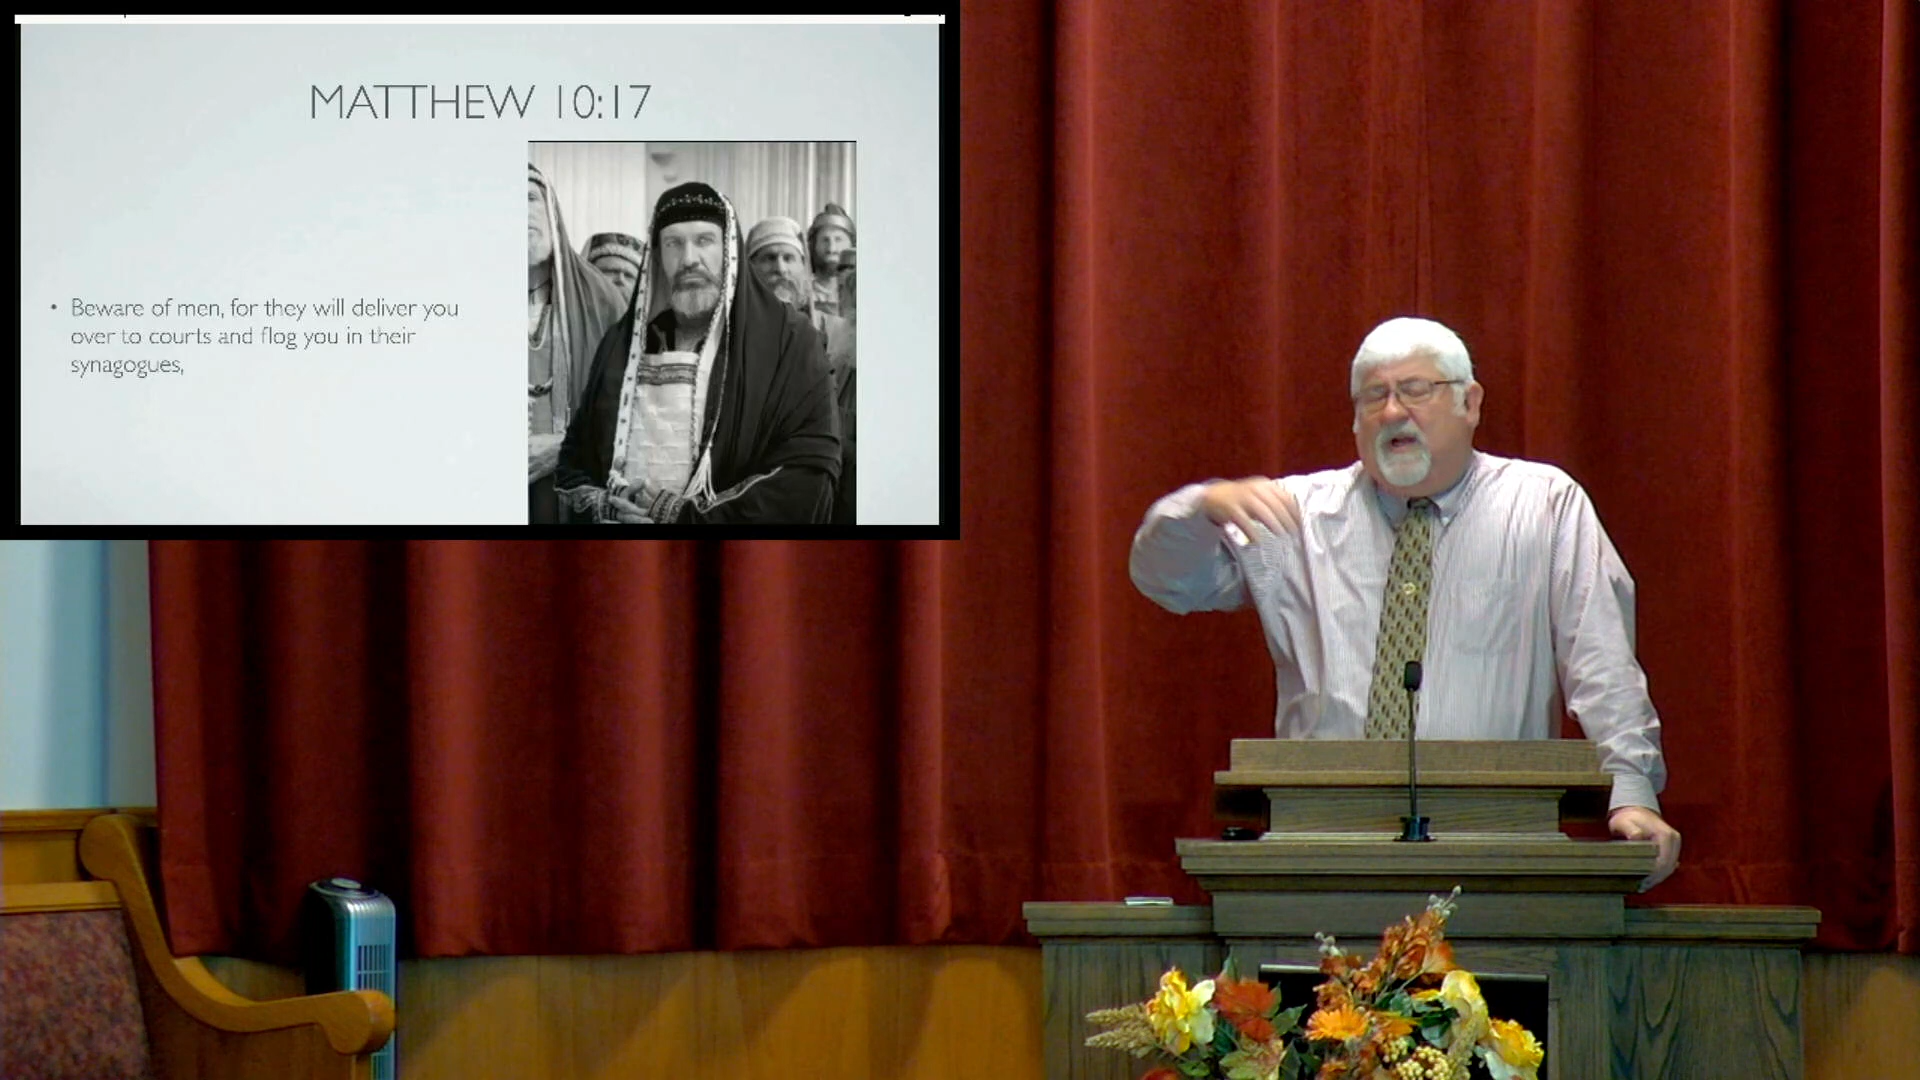 MATTHEW 10:17
• Beware of men, for they will deliver you
over to courts and flog you in their
synagogues,